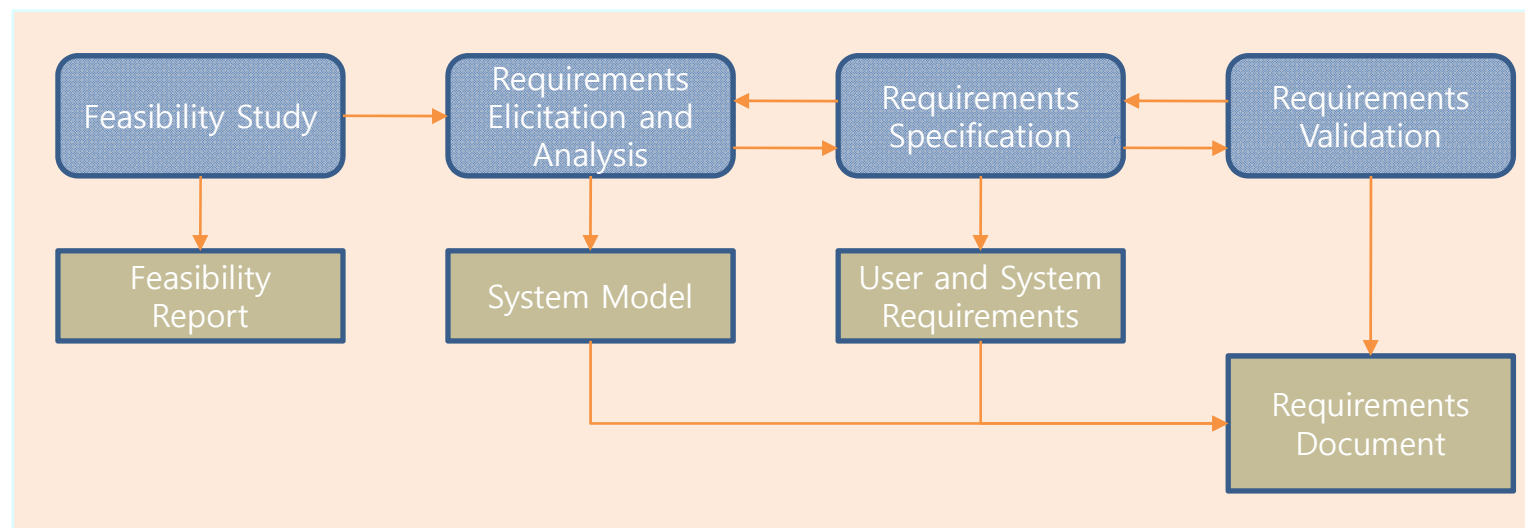 Feasibility Study
Requirements
Elicitation and
Analysis
Requirements
Specification
Requirements
Validation
Feasibility
Report
System Model
User and System
Requirements
Requirements
Document